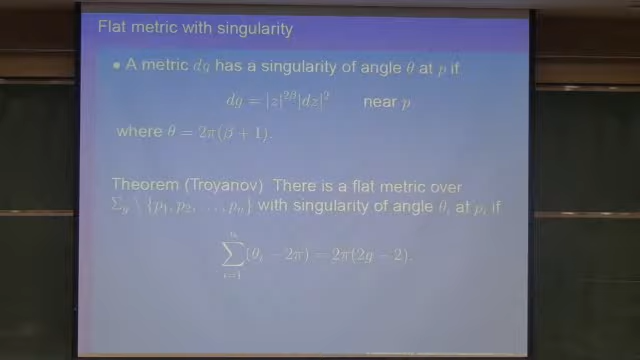 Flat metric with singularity
• A metric dg has a singularity of angle θ at p if
dg = |z|^{2β}|dz|^2 near p
where θ = 2π(β + 1).
Theorem (Troyanov) There is a flat metric over
Σ_g \ {p_1, p_2, . . . , p_n} with singularity of angle θ_i at p_i if
\sum_{i=1}^{n} (θ_i − 2π) = 2π(2g − 2).